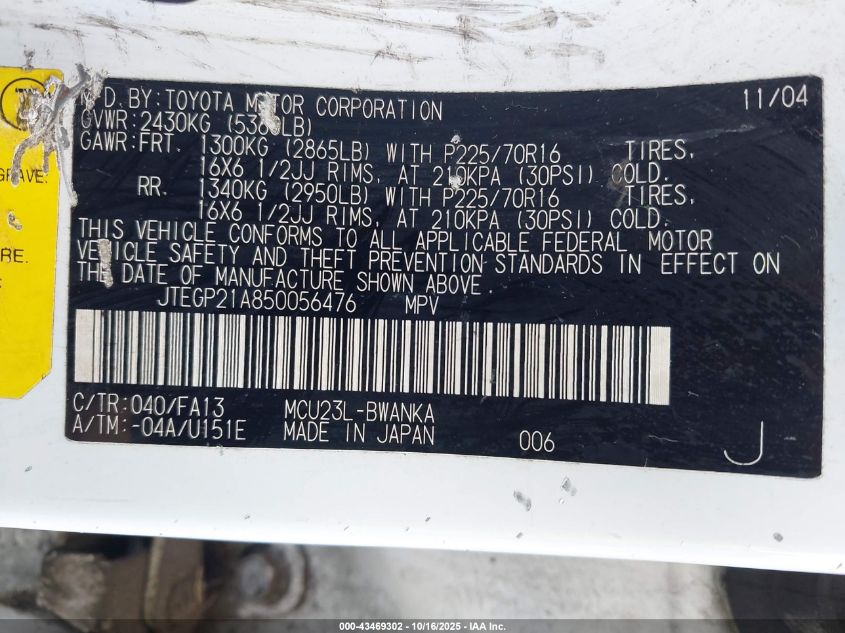 MFD. BY: TOYOTA MOTOR CORPORATION 11/04
GVWR: 2430KG (5360LB)
GAWR: FRT. 1300KG (2865LB) WITH P225/70R16 TIRES,
16X6 1/2JJ RIMS, AT 210KPA (30PSI) COLD.
RR. 1340KG (2950LB) WITH P225/70R16 TIRES,
16X6 1/2JJ RIMS, AT 210KPA (30PSI) COLD.
THIS VEHICLE CONFORMS TO ALL APPLICABLE FEDERAL MOTOR
VEHICLE SAFETY AND THEFT PREVENTION STANDARDS IN EFFECT ON
THE DATE OF MANUFACTURE SHOWN ABOVE.
JTEGP21A850056476 MPV
C/TR: 040/FA13 MCU23L-BWANKA
A/TM: -04A/U151E MADE IN JAPAN 006 J
000-43469302 | 10/16/2025 | IAA Inc.